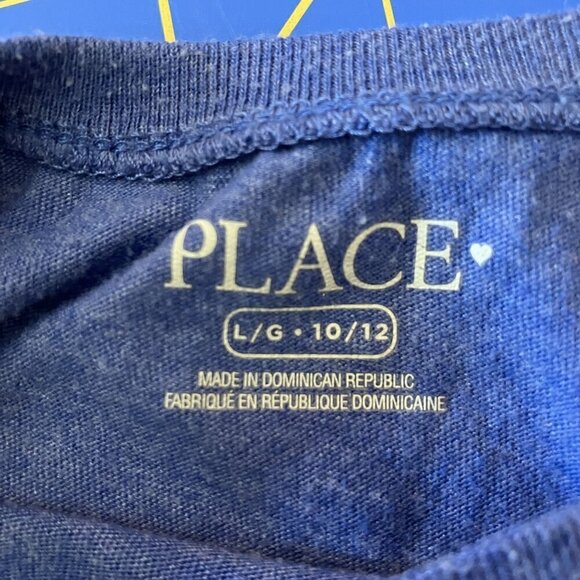 PLACE
L/G • 10/12
MADE IN DOMINICAN REPUBLIC
FABRIQUÉ EN RÉPUBLIQUE DOMINICAINE